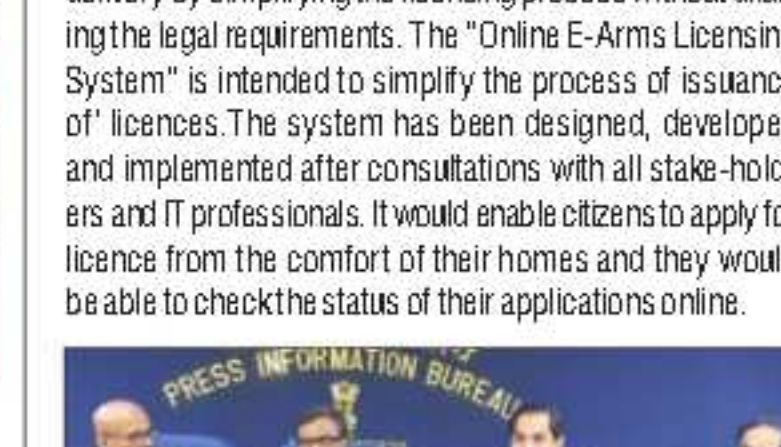 ing the legal requirements. The "Online E-Arms Licensin
System" is intended to simplify the process of issuanc
of' licences.The system has been designed, develope
and implemented after consultations with all stake-hold
ers and IT professionals. It would enable citizens to apply fo
licence from the comfort of their homes and they woul
be able to check the status of their applications online.
PRESS INFORMATION BUREAU